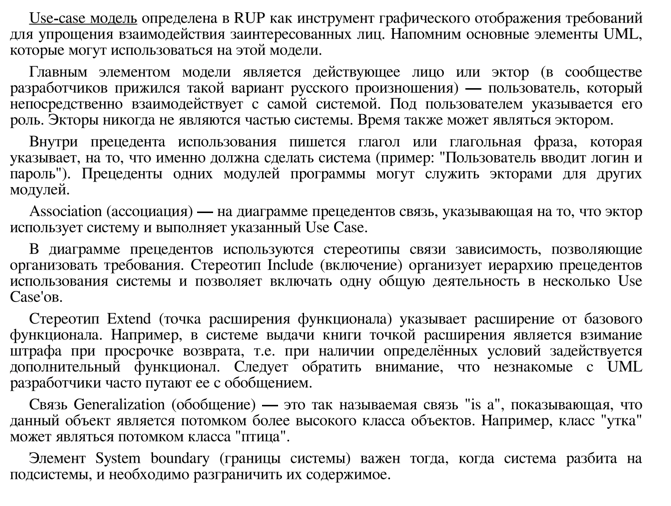 Use-case модель определена в RUP как инструмент графического отображения требований
для упрощения взаимодействия заинтересованных лиц. Напомним основные элементы UML,
которые могут использоваться на этой модели.
Главным элементом модели является действующее лицо или эктор (в сообществе
разработчиков прижился такой вариант русского произношения) — пользователь, который
непосредственно взаимодействует с самой системой. Под пользователем указывается его
роль. Экторы никогда не являются частью системы. Время также может являться эктором.
Внутри прецедента использования пишется глагол или глагольная фраза, которая
указывает, на то, что именно должна сделать система (пример: "Пользователь вводит логин и
пароль"). Прецеденты одних модулей программы могут служить экторами для других
модулей.
Association (ассоциация) — на диаграмме прецедентов связь, указывающая на то, что эктор
использует систему и выполняет указанный Use Case.
В диаграмме прецедентов используются стереотипы связи зависимость, позволяющие
организовать требования. Стереотип Include (включение) организует иерархию прецедентов
использования системы и позволяет включать одну общую деятельность в несколько Use
Case'ов.
Стереотип Extend (точка расширения функционала) указывает расширение от базового
функционала. Например, в системе выдачи книги точкой расширения является взимание
штрафа при просрочке возврата, т.е. при наличии определённых условий задействуется
дополнительный функционал. Следует обратить внимание, что незнакомые с UML
разработчики часто путают ее с обобщением.
Связь Generalization (обобщение) — это так называемая связь "is a", показывающая, что
данный объект является потомком более высокого класса объектов. Например, класс "утка"
может являться потомком класса "птица".
Элемент System boundary (границы системы) важен тогда, когда система разбита на
подсистемы, и необходимо разграничить их содержимое.